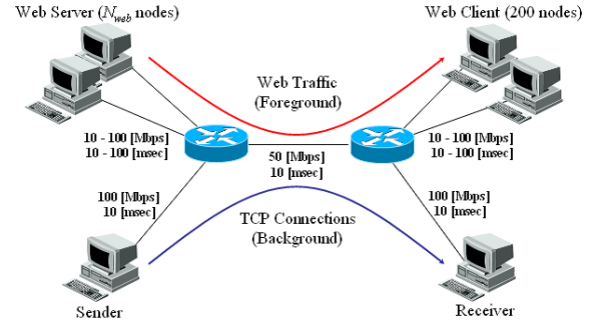 Web Server (Nweb nodes)
Web Client (200 nodes)
Web Traffic
(Foreground)
10 - 100 [Mbps]
10 - 100 [msec]
50 [Mbps]
10 [msec]
10 - 100 [Mbps]
10 - 100 [msec]
100 [Mbps]
10 [msec]
100 [Mbps]
10 [msec]
TCP Connections
(Background)
Sender
Receiver